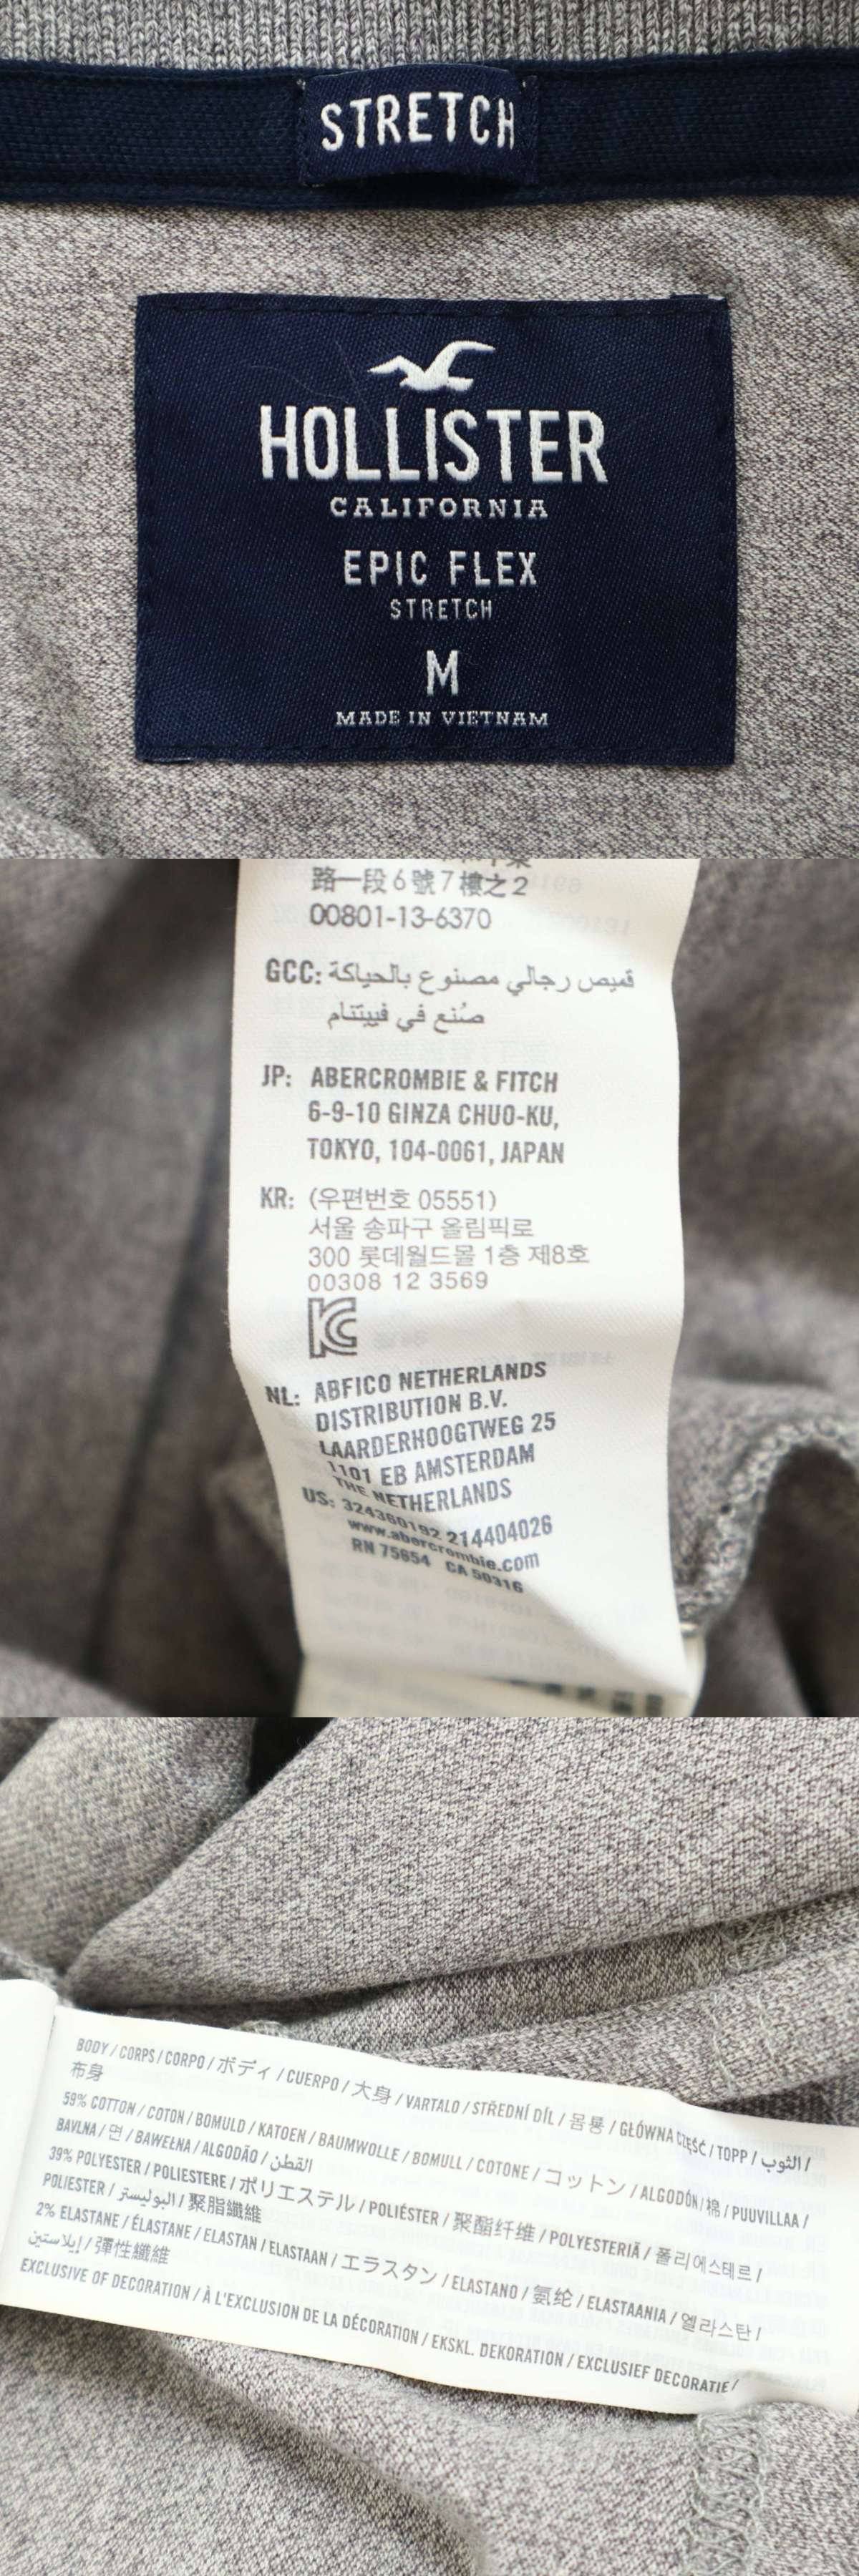 STRETCH
HOLLISTER
CALIFORNIA
EPIC FLEX
STRETCH
M
MADE IN VIETNAM
路一段6號7樓之2
00801-13-6370
GCC: قميص رجالي مصنوع بالحياكة
صُنع في فييتنام
JP: ABERCROMBIE & FITCH
6-9-10 GINZA CHUO-KU,
TOKYO, 104-0061, JAPAN
KR: (우편번호 05551)
서울 송파구 올림픽로
300 롯데월드몰 1층 제8호
00308 12 3569
NL: ABFICO NETHERLANDS
DISTRIBUTION B.V.
LAARDERHOOGTWEG 25
1101 EB AMSTERDAM
THE NETHERLANDS
US: 324360192 214404026
www.abercrombie.com
RN 75654 CA 50316
BODY / CORPS / CORPO / ボディ / CUERPO / 大身 / VARTALO / STŘEDNÍ DÍL / 몸통 / GŁÓWNA CZĘŚĆ / TOPP / الثوب /
布身
59% COTTON / COTON / BOMULD / KATOEN / BAUMWOLLE / BOMULL / COTONE / コットン / ALGODÓN / 棉 / PUUVILLAA /
BAVLNA / 면 / BAWEŁNA / ALGODÃO / القطن
39% POLYESTER / POLIESTERE / ポリエステル / POLIÉSTER / 聚酯纤维 / POLYESTERIÄ / 폴리에스테르 /
POLIESTER / البوليستر / 聚脂纖維
2% ELASTANE / ÉLASTANE / ELASTAN / ELASTAAN / エラスタン / ELASTANO / 氨纶 / ELASTAANIA / 엘라스탄 /
إيلاستين / 彈性纖維
EXCLUSIVE OF DECORATION / À L'EXCLUSION DE LA DÉCORATION / EKSKL. DEKORATION / EXCLUSIEF DECORATIE /